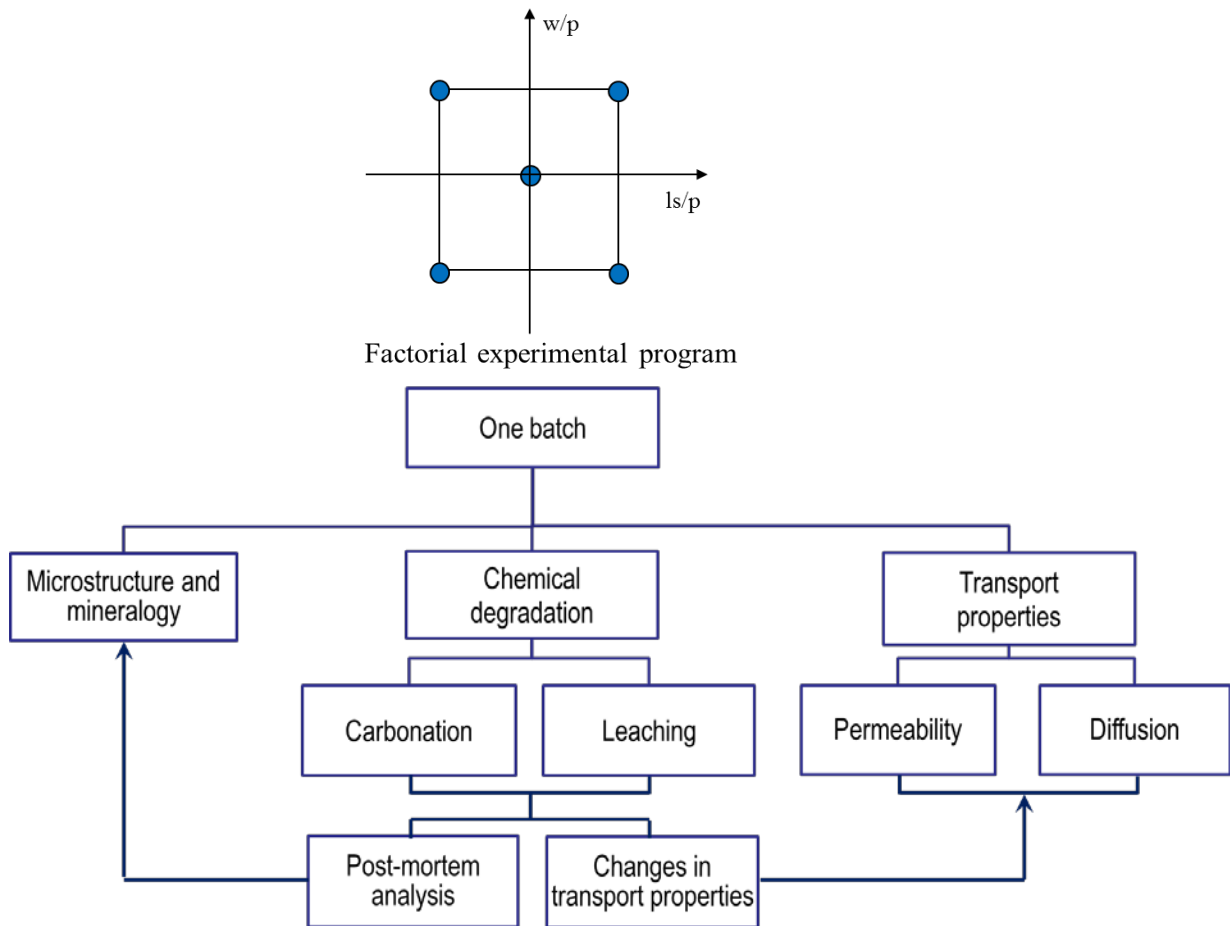 w/p
ls/p
Factorial experimental program
One batch
Microstructure and
mineralogy
Chemical
degradation
Transport
properties
Carbonation
Leaching
Permeability
Diffusion
Post-mortem
analysis
Changes in
transport properties